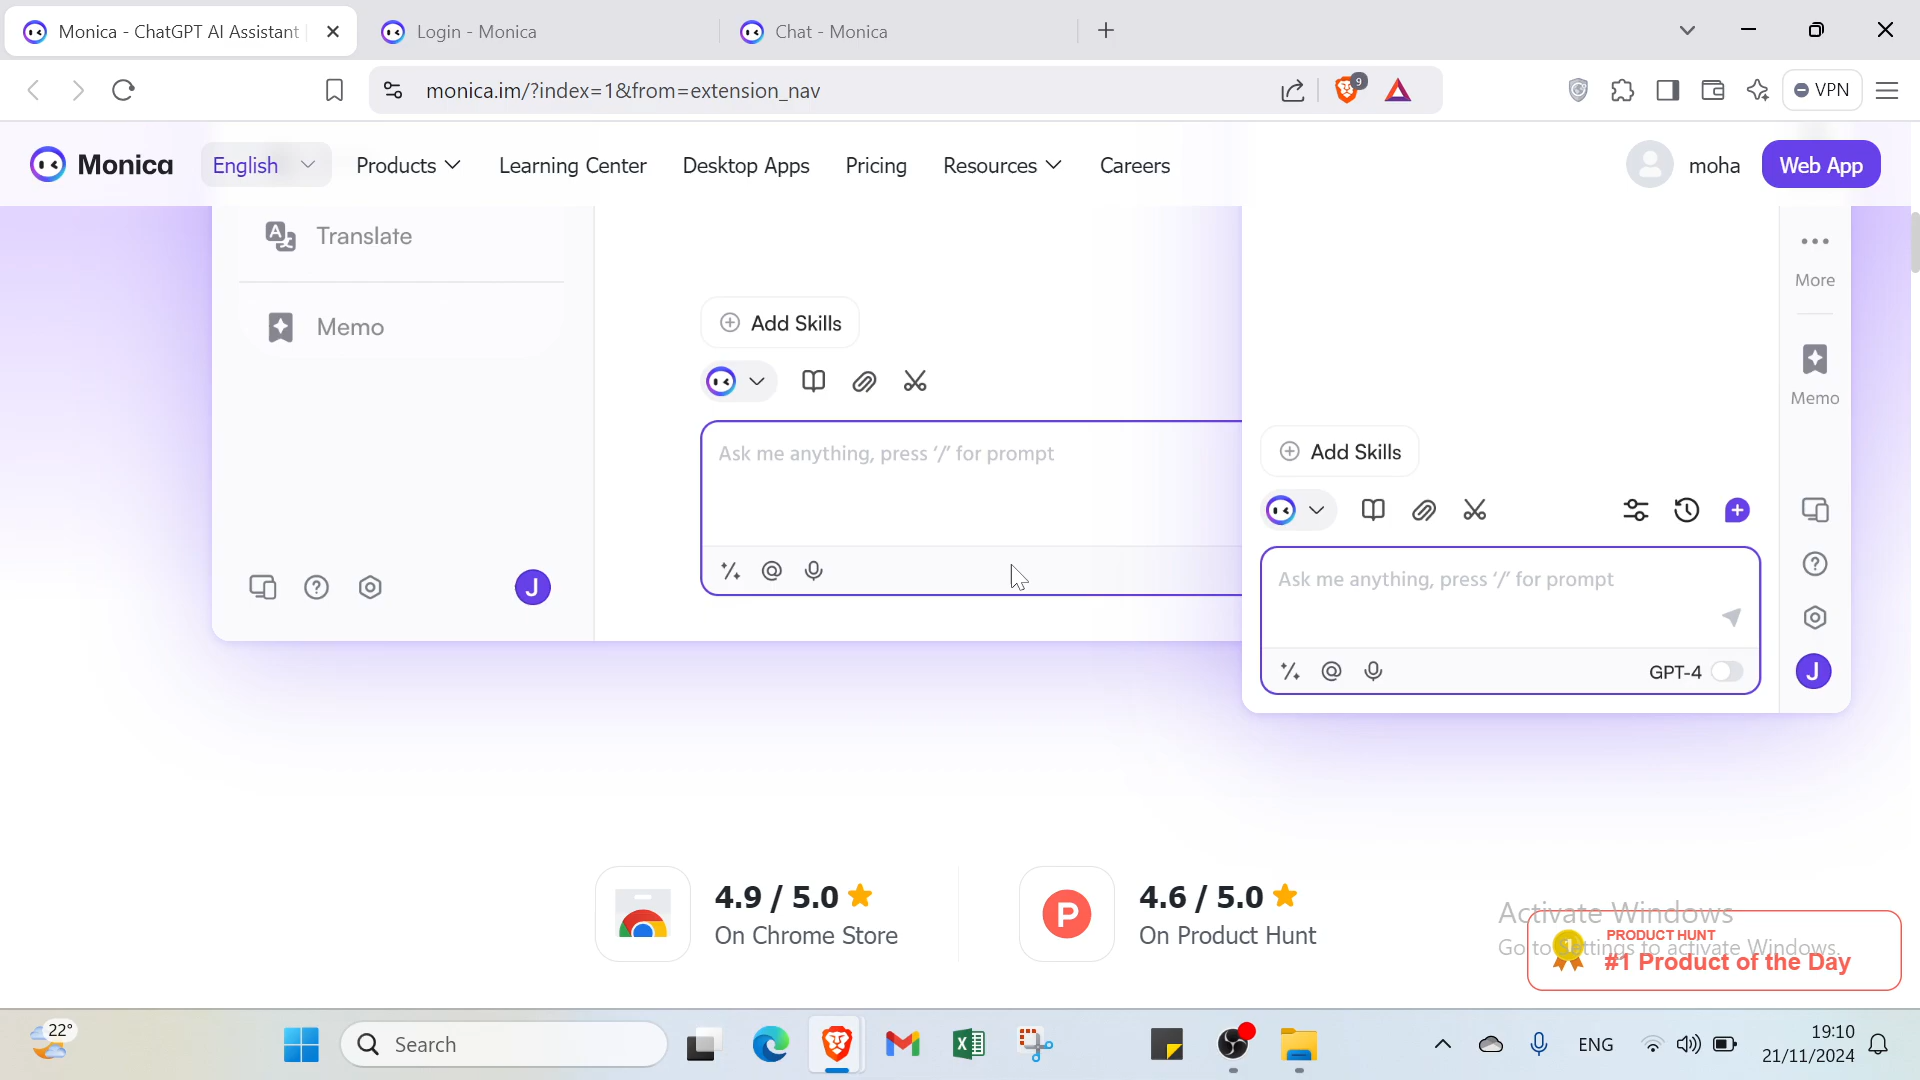 Monica - ChatGPT AI Assistant
Login - Monica
Chat - Monica
monica.im/?index=1&from=extension_nav
9
VPN
Monica
English
Products
Learning Center
Desktop Apps
Pricing
Resources
Careers
moha
Web App
Translate
Memo
J
Add Skills
Ask me anything, press ‘/’ for prompt
More
Memo
Add Skills
Ask me anything, press ‘/’ for prompt
GPT-4
J
4.9 / 5.0
On Chrome Store
P
4.6 / 5.0
On Product Hunt
Activate Windows
Go to Settings to activate Windows.
1
PRODUCT HUNT
#1 Product of the Day
22°
Search
ENG
19:10
21/11/2024